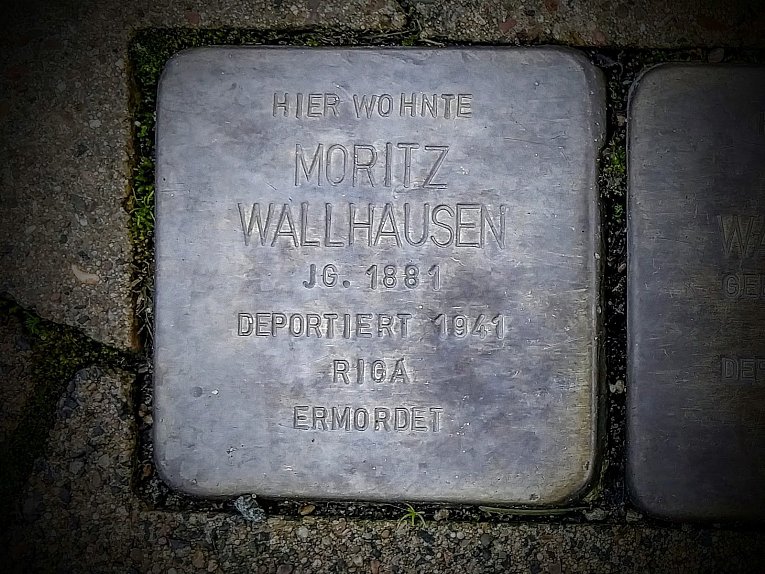 HIER WOHNTE
MORITZ
WALLHAUSEN
JG. 1881
DEPORTIERT 1941
RIGA
ERMORDET